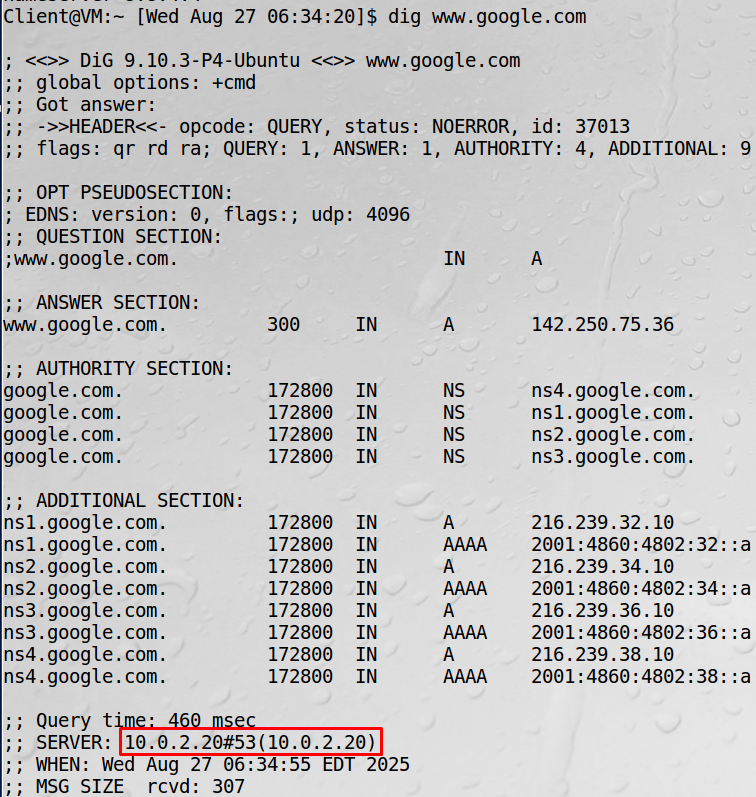 Client@VM:~ [Wed Aug 27 06:34:20]$ dig www.google.com
; <<>> DiG 9.10.3-P4-Ubuntu <<>> www.google.com
;; global options: +cmd
;; Got answer:
;; ->>HEADER<<- opcode: QUERY, status: NOERROR, id: 37013
;; flags: qr rd ra; QUERY: 1, ANSWER: 1, AUTHORITY: 4, ADDITIONAL: 9
;; OPT PSEUDOSECTION:
; EDNS: version: 0, flags:; udp: 4096
;; QUESTION SECTION:
;www.google.com. IN A
;; ANSWER SECTION:
www.google.com. 300 IN A 142.250.75.36
;; AUTHORITY SECTION:
google.com. 172800 IN NS ns4.google.com.
google.com. 172800 IN NS ns1.google.com.
google.com. 172800 IN NS ns2.google.com.
google.com. 172800 IN NS ns3.google.com.
;; ADDITIONAL SECTION:
ns1.google.com. 172800 IN A 216.239.32.10
ns1.google.com. 172800 IN AAAA 2001:4860:4802:32::a
ns2.google.com. 172800 IN A 216.239.34.10
ns2.google.com. 172800 IN AAAA 2001:4860:4802:34::a
ns3.google.com. 172800 IN A 216.239.36.10
ns3.google.com. 172800 IN AAAA 2001:4860:4802:36::a
ns4.google.com. 172800 IN A 216.239.38.10
ns4.google.com. 172800 IN AAAA 2001:4860:4802:38::a
;; Query time: 460 msec
;; SERVER: 10.0.2.20#53(10.0.2.20)
;; WHEN: Wed Aug 27 06:34:55 EDT 2025
;; MSG SIZE rcvd: 307